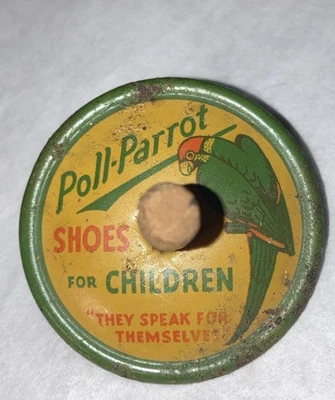 Poll-Parrot
SHOES
FOR CHILDREN
"THEY SPEAK FOR
THEMSELVES